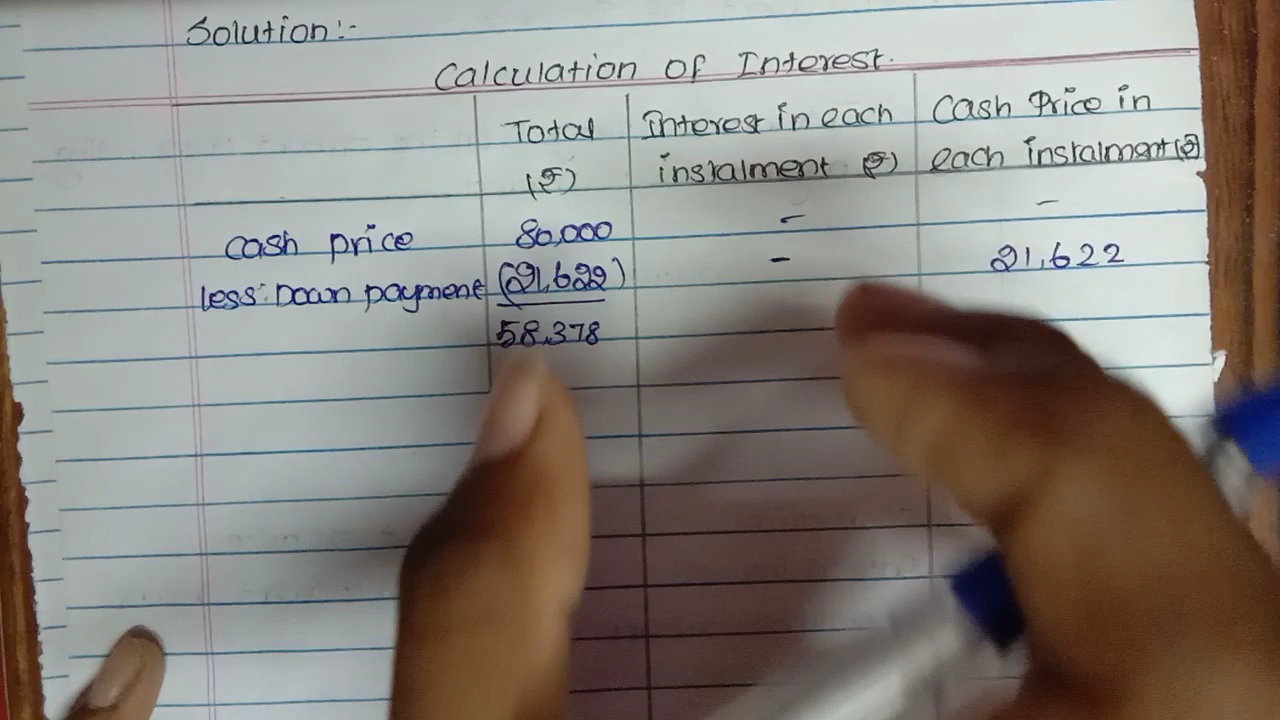 Solution:-
Calculation of Interest.
Total (₹) Interest in each instalment (₹) Cash Price in each instalment (₹)
Cash price 80,000 - -
less: Down payment (21,622) - 21,622
58,378